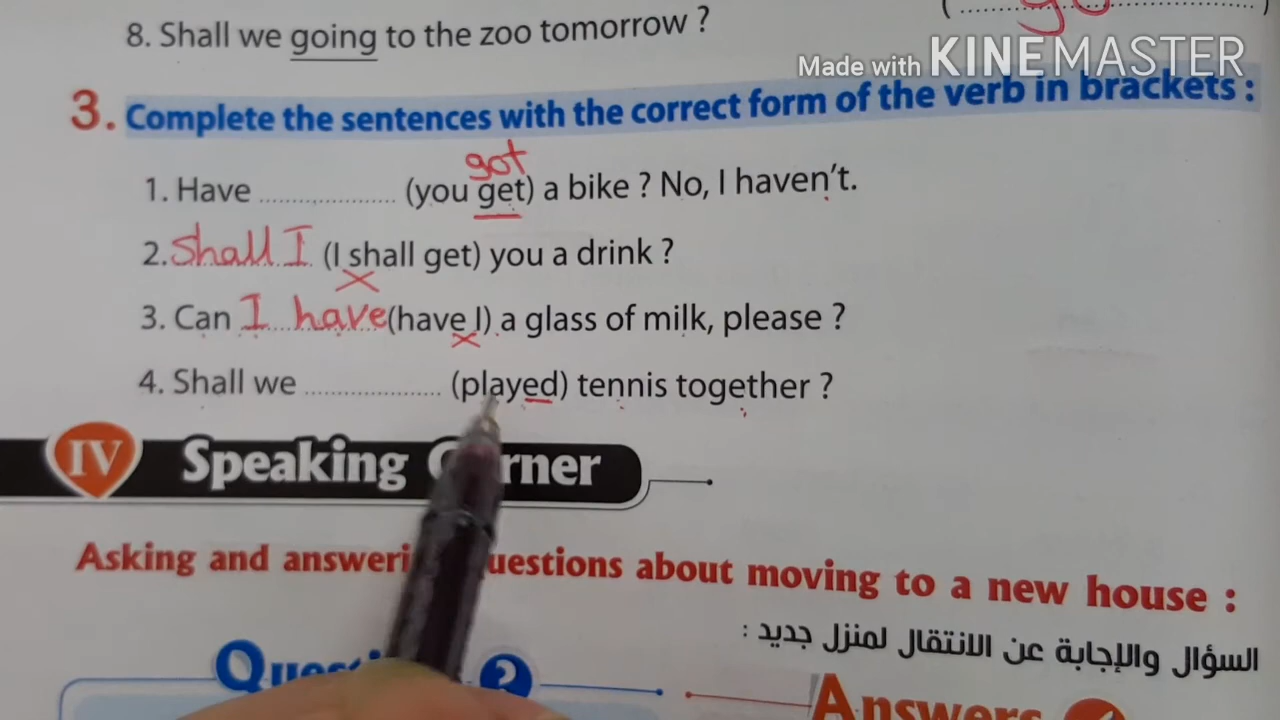 8. Shall we going to the zoo tomorrow ?
(....................)
Made with KINEMASTER
3. Complete the sentences with the correct form of the verb in brackets :
got
1. Have .................... (you get) a bike ? No, I haven't.
2. Shall I (I shall get) you a drink ?
3. Can I have (have I) a glass of milk, please ?
4. Shall we .................... (played) tennis together ?
IV Speaking
Asking and answering questions about moving to a new house :
السؤال والإجابة عن الانتقال لمنزل جديد :
?
Answers